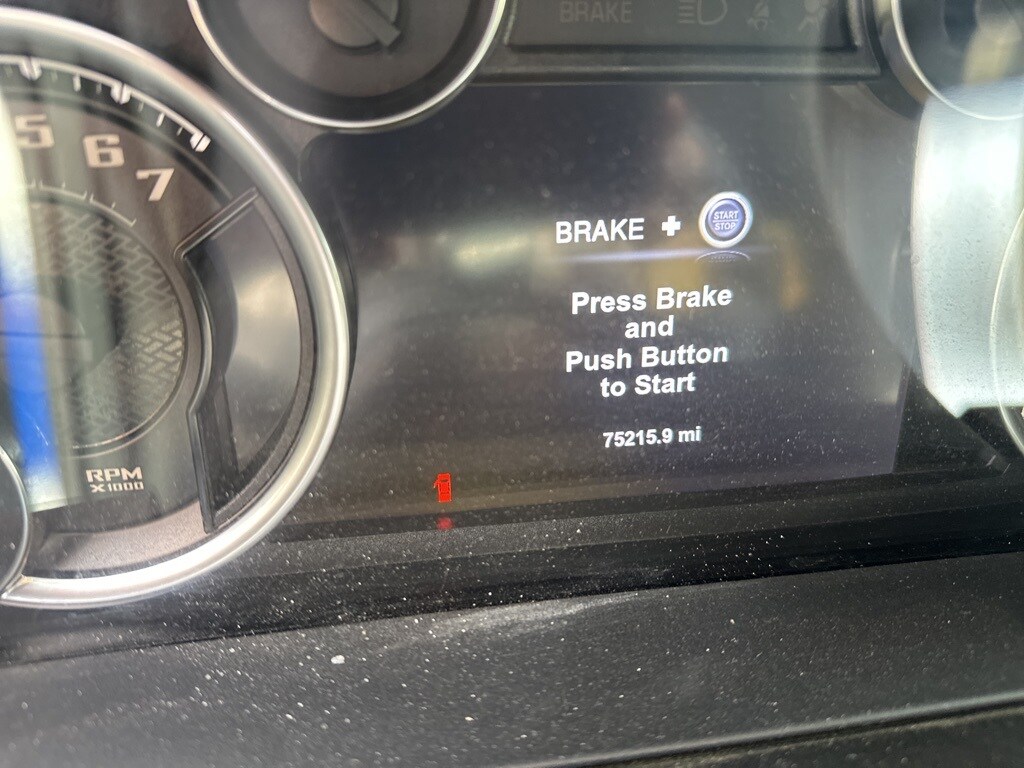 BRAKE
5
6
7
BRAKE + START STOP
Press Brake
and
Push Button
to Start
75215.9 mi
RPM
X1000